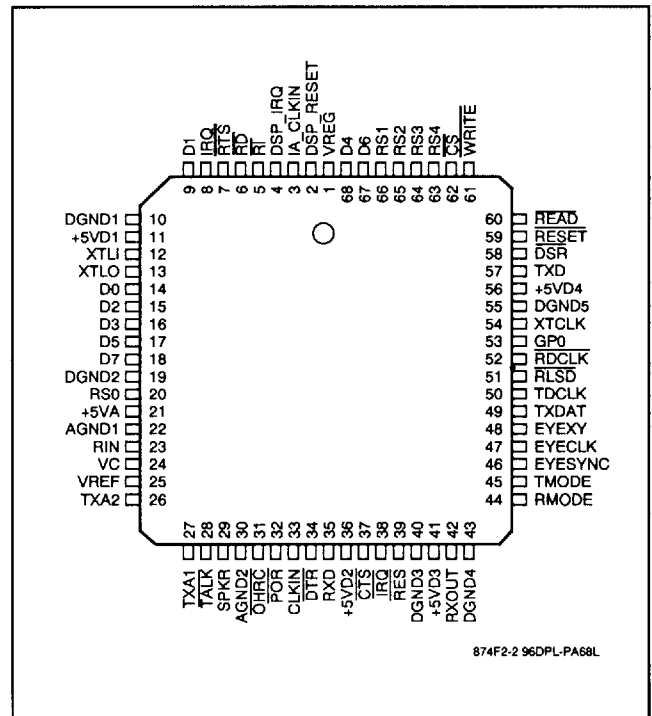 D1 IRQ RTS RD RI DSP_IRQ IA_CLKIN DSP_RESET VREG D4 D6 RS1 RS2 RS3 RS4 CS WRITE
9 8 7 6 5 4 3 2 1 68 67 66 65 64 63 62 61
DGND1 10
+5VD1 11
XTLI 12
XTLO 13
D0 14
D2 15
D3 16
D5 17
D7 18
DGND2 19
RS0 20
+5VA 21
AGND1 22
RIN 23
VC 24
VREF 25
TXA2 26
60 READ
59 RESET
58 DSR
57 TXD
56 +5VD4
55 DGND5
54 XTCLK
53 GP0
52 RDCLK
51 RLSD
50 TDCLK
49 TXDAT
48 EYEXY
47 EYECLK
46 EYESYNC
45 TMODE
44 RMODE
27 28 29 30 31 32 33 34 35 36 37 38 39 40 41 42 43
TXA1 TALK SPKR AGND2 OHRC POR CLKIN DTR RXD +5VD2 CTS IRQ RES DGND3 +5VD3 RXOUT DGND4
874F2-2 96DPL-PA68L